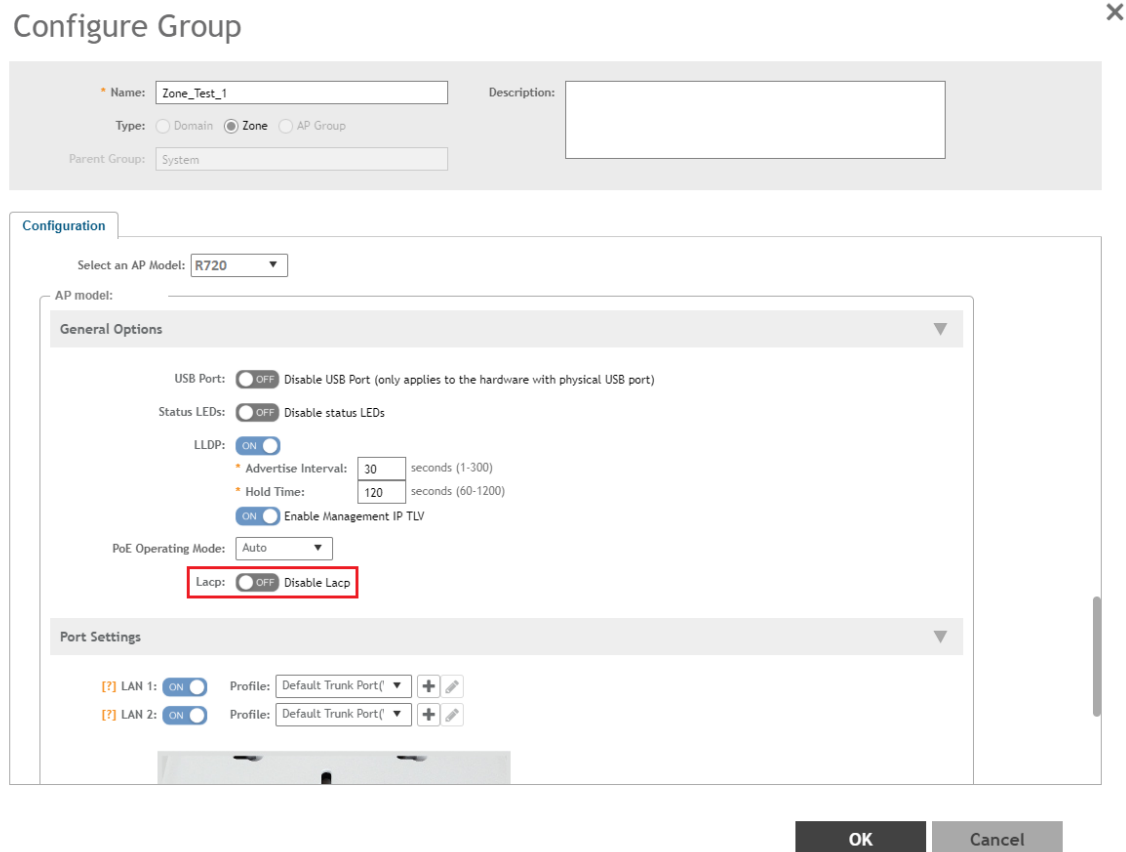 Configure Group
* Name: Zone_Test_1 Description:
Type: Domain Zone AP Group
Parent Group: System
Configuration
Select an AP Model: R720
AP model:
General Options
USB Port: OFF Disable USB Port (only applies to the hardware with physical USB port)
Status LEDs: OFF Disable status LEDs
LLDP: ON
* Advertise Interval: 30 seconds (1-300)
* Hold Time: 120 seconds (60-1200)
ON Enable Management IP TLV
PoE Operating Mode: Auto
Lacp: OFF Disable Lacp
Port Settings
[?] LAN 1: ON Profile: Default Trunk Port('
[?] LAN 2: ON Profile: Default Trunk Port('
OK Cancel